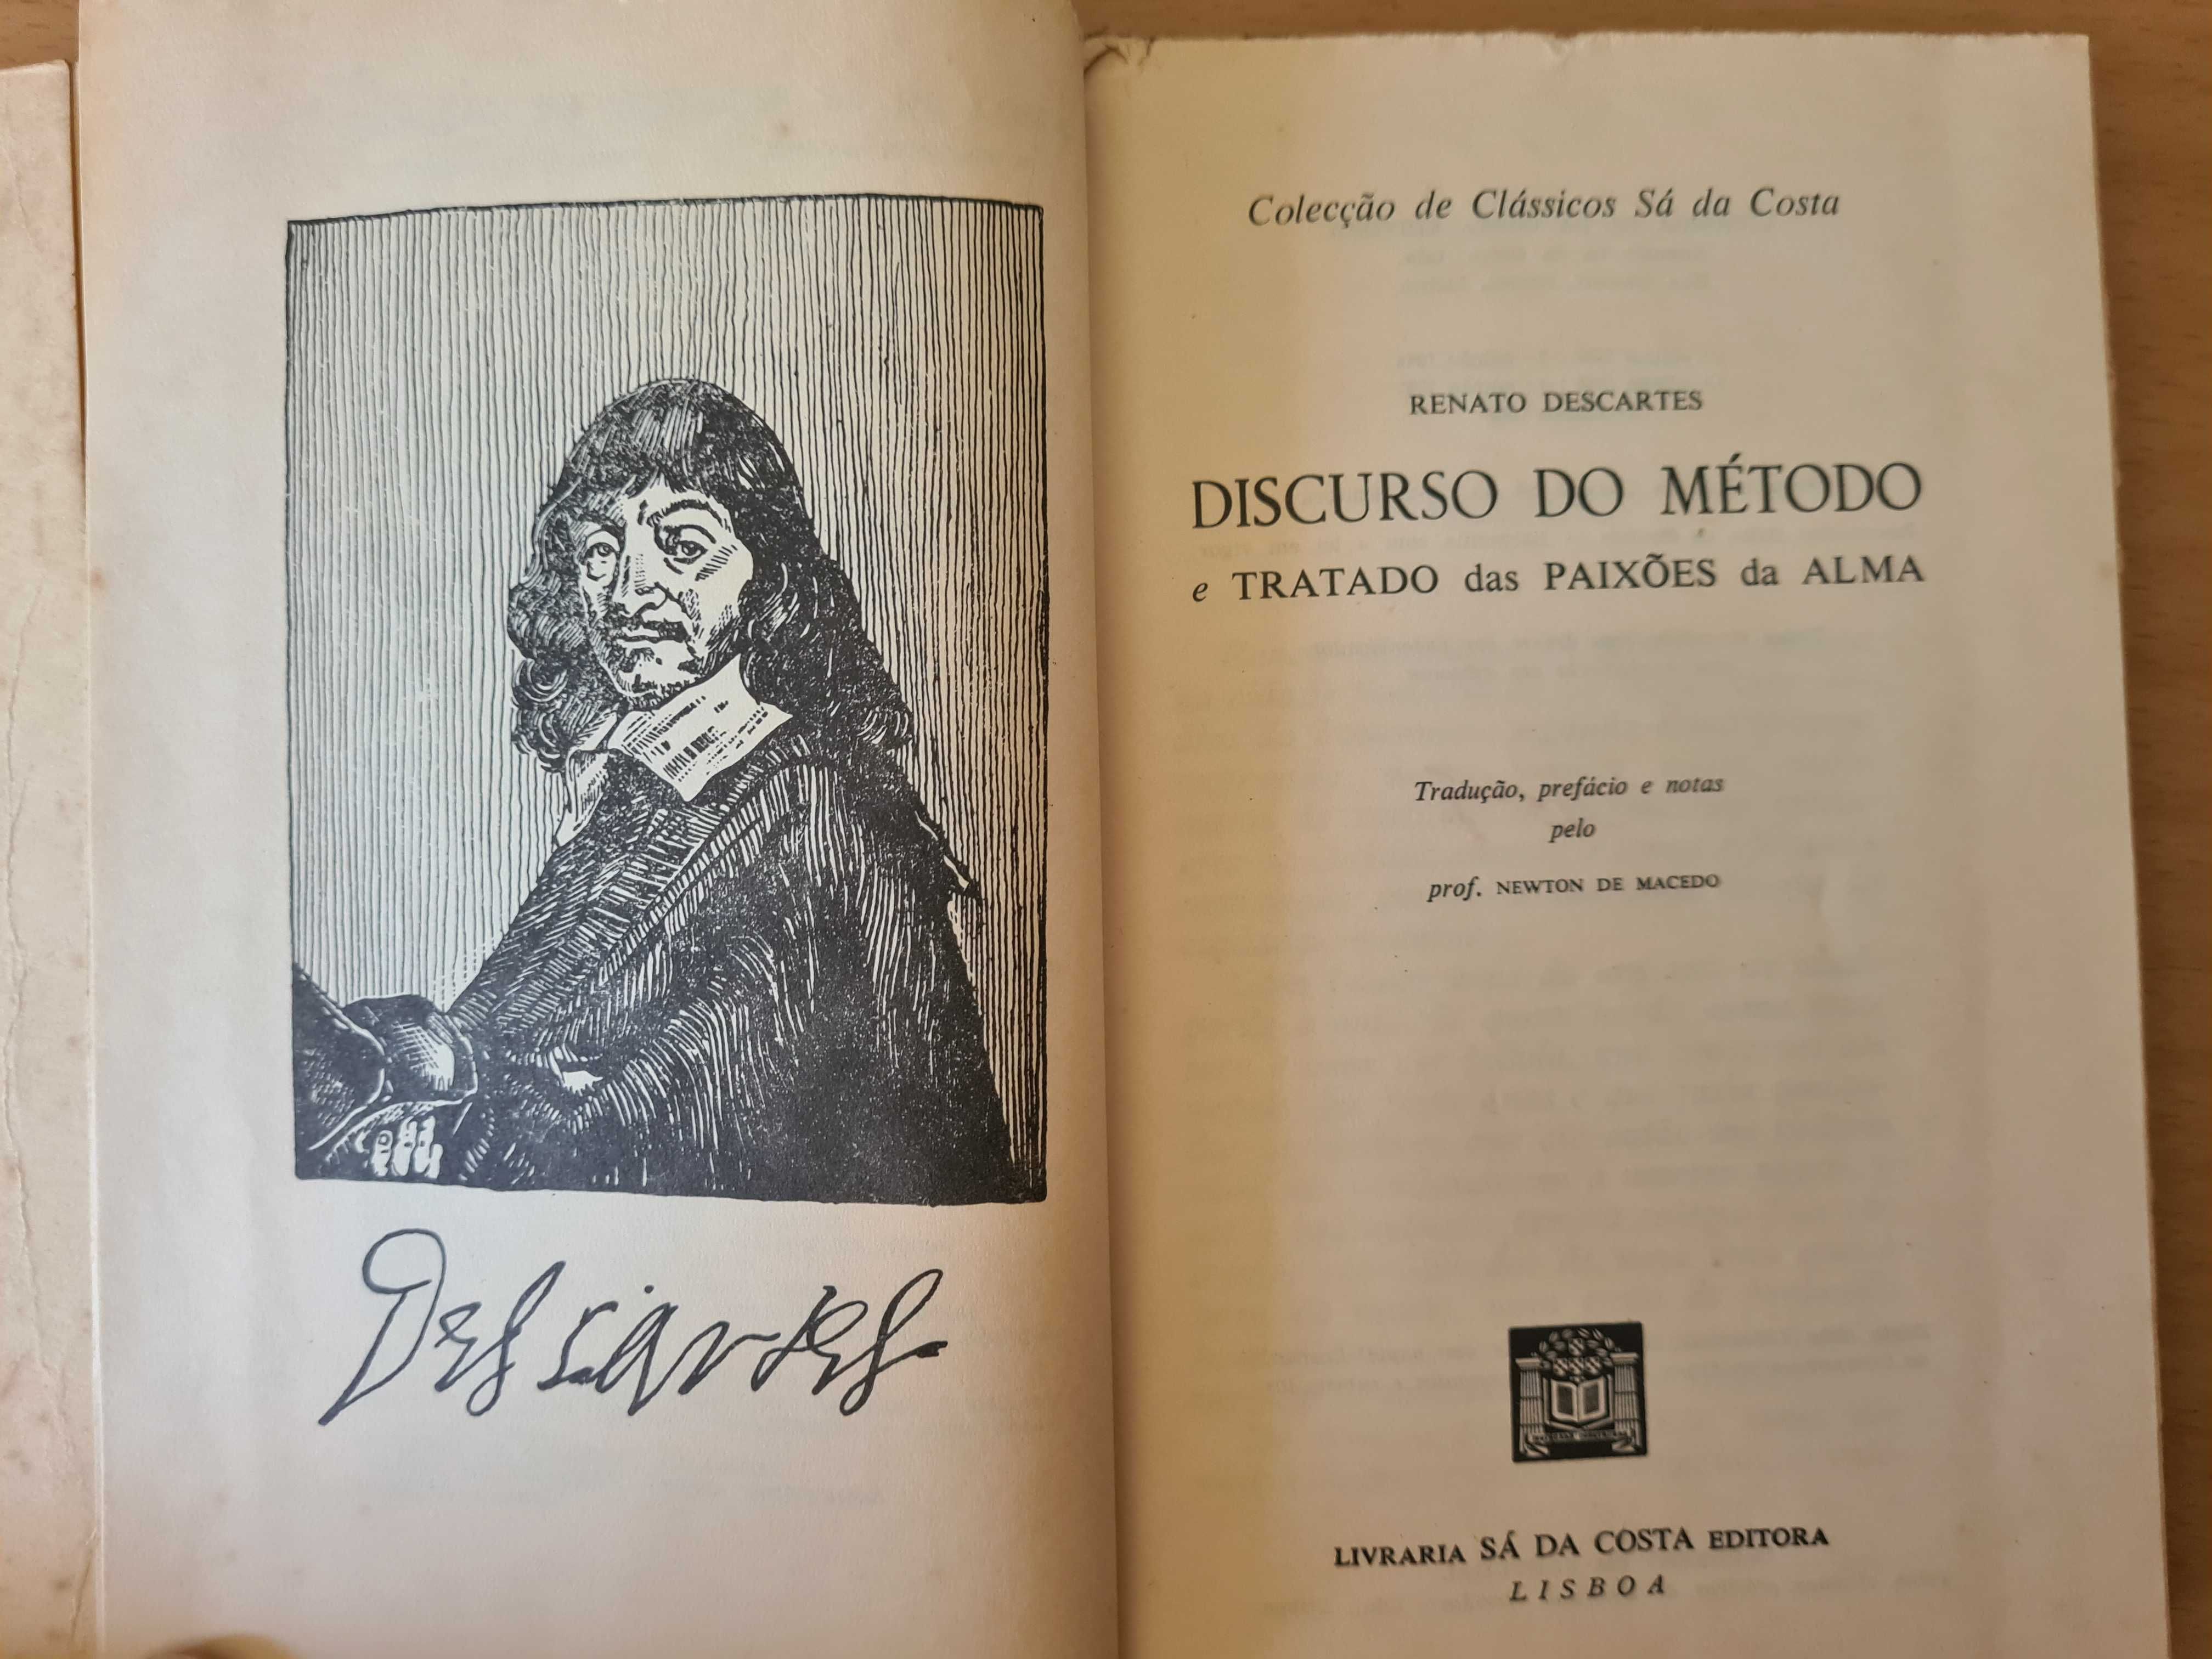 Descartes
Colecção de Clássicos Sá da Costa
RENATO DESCARTES
DISCURSO DO MÉTODO
e TRATADO das PAIXÕES da ALMA
Tradução, prefácio e notas
pelo
prof. NEWTON DE MACEDO
LIVRARIA SÁ DA COSTA EDITORA
LISBOA